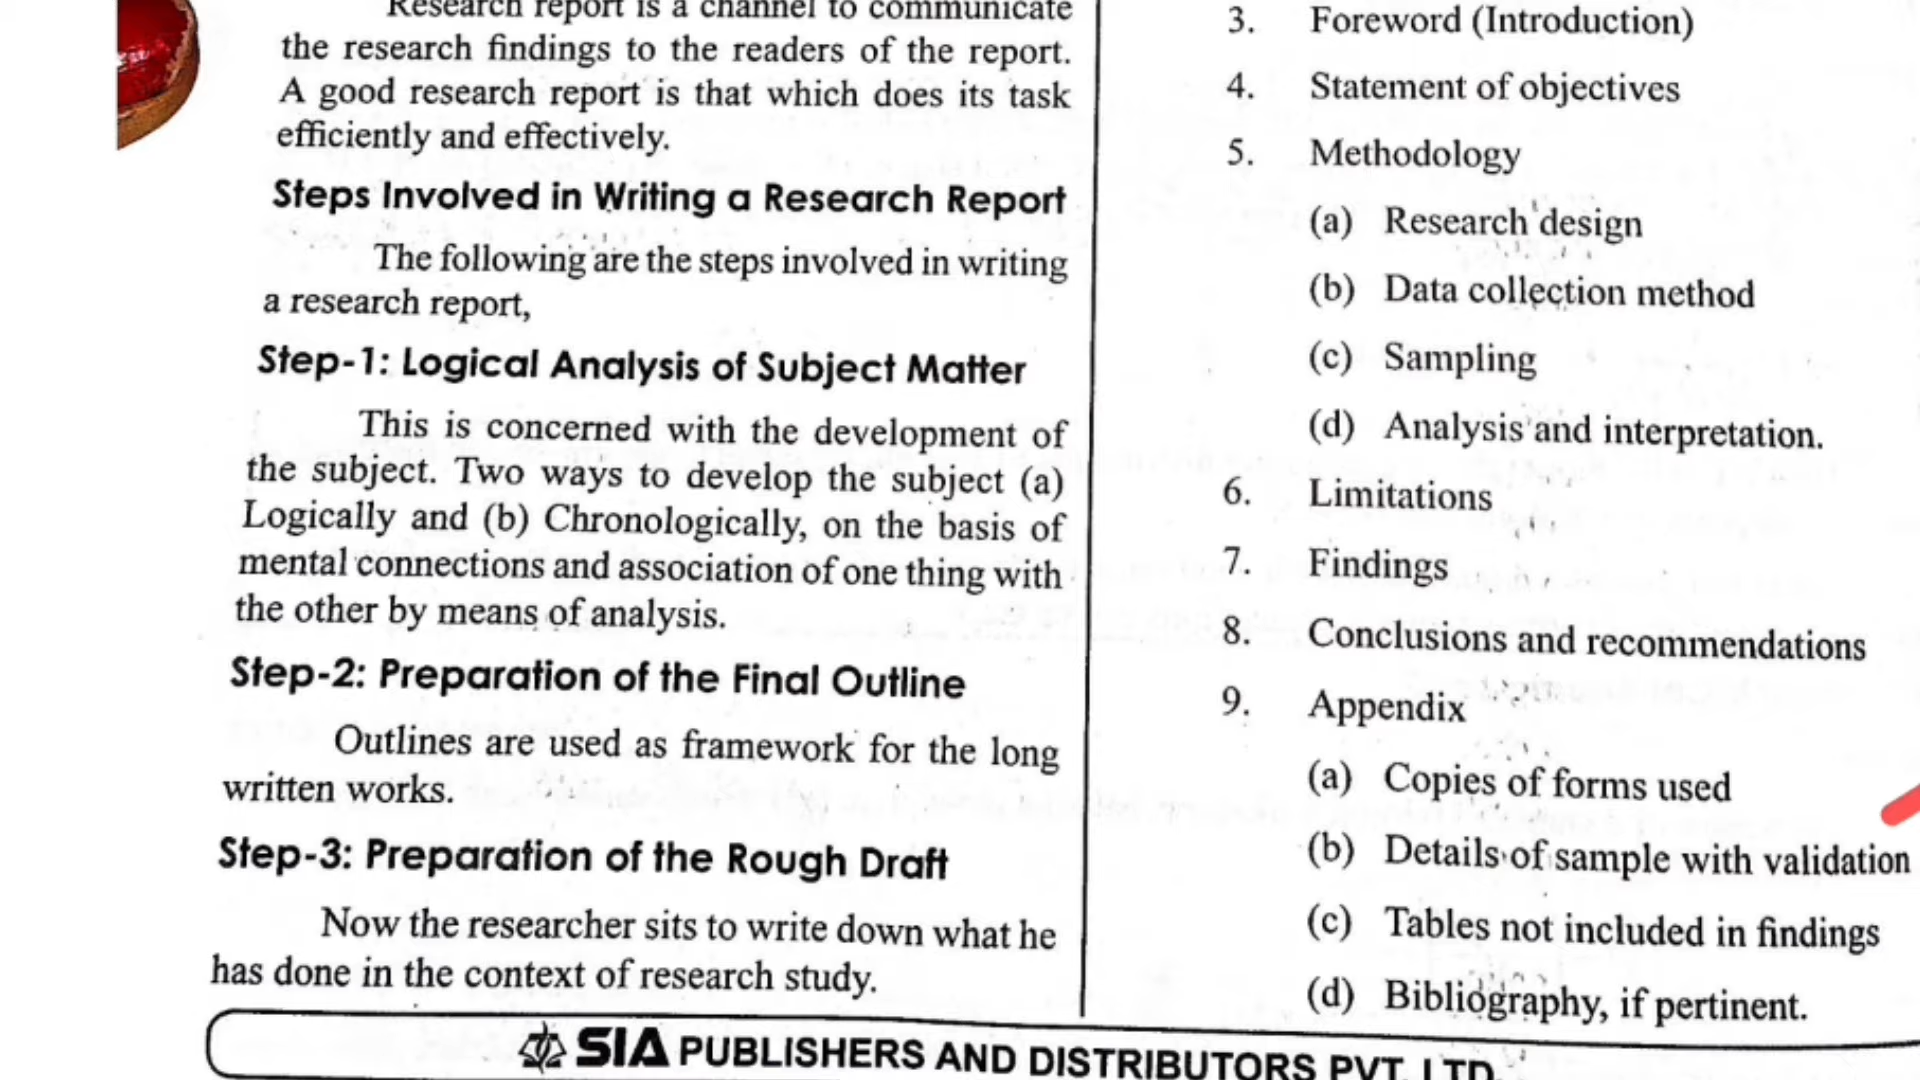 Research report is a channel to communicate
the research findings to the readers of the report.
A good research report is that which does its task
efficiently and effectively.
Steps Involved in Writing a Research Report
The following are the steps involved in writing
a research report,
Step-1: Logical Analysis of Subject Matter
This is concerned with the development of
the subject. Two ways to develop the subject (a)
Logically and (b) Chronologically, on the basis of
mental connections and association of one thing with
the other by means of analysis.
Step-2: Preparation of the Final Outline
Outlines are used as framework for the long
written works.
Step-3: Preparation of the Rough Draft
Now the researcher sits to write down what he
has done in the context of research study.
3. Foreword (Introduction)
4. Statement of objectives
5. Methodology
(a) Research design
(b) Data collection method
(c) Sampling
(d) Analysis and interpretation.
6. Limitations
7. Findings
8. Conclusions and recommendations
9. Appendix
(a) Copies of forms used
(b) Details of sample with validation
(c) Tables not included in findings
(d) Bibliography, if pertinent.
SIA PUBLISHERS AND DISTRIBUTORS PVT. LTD.